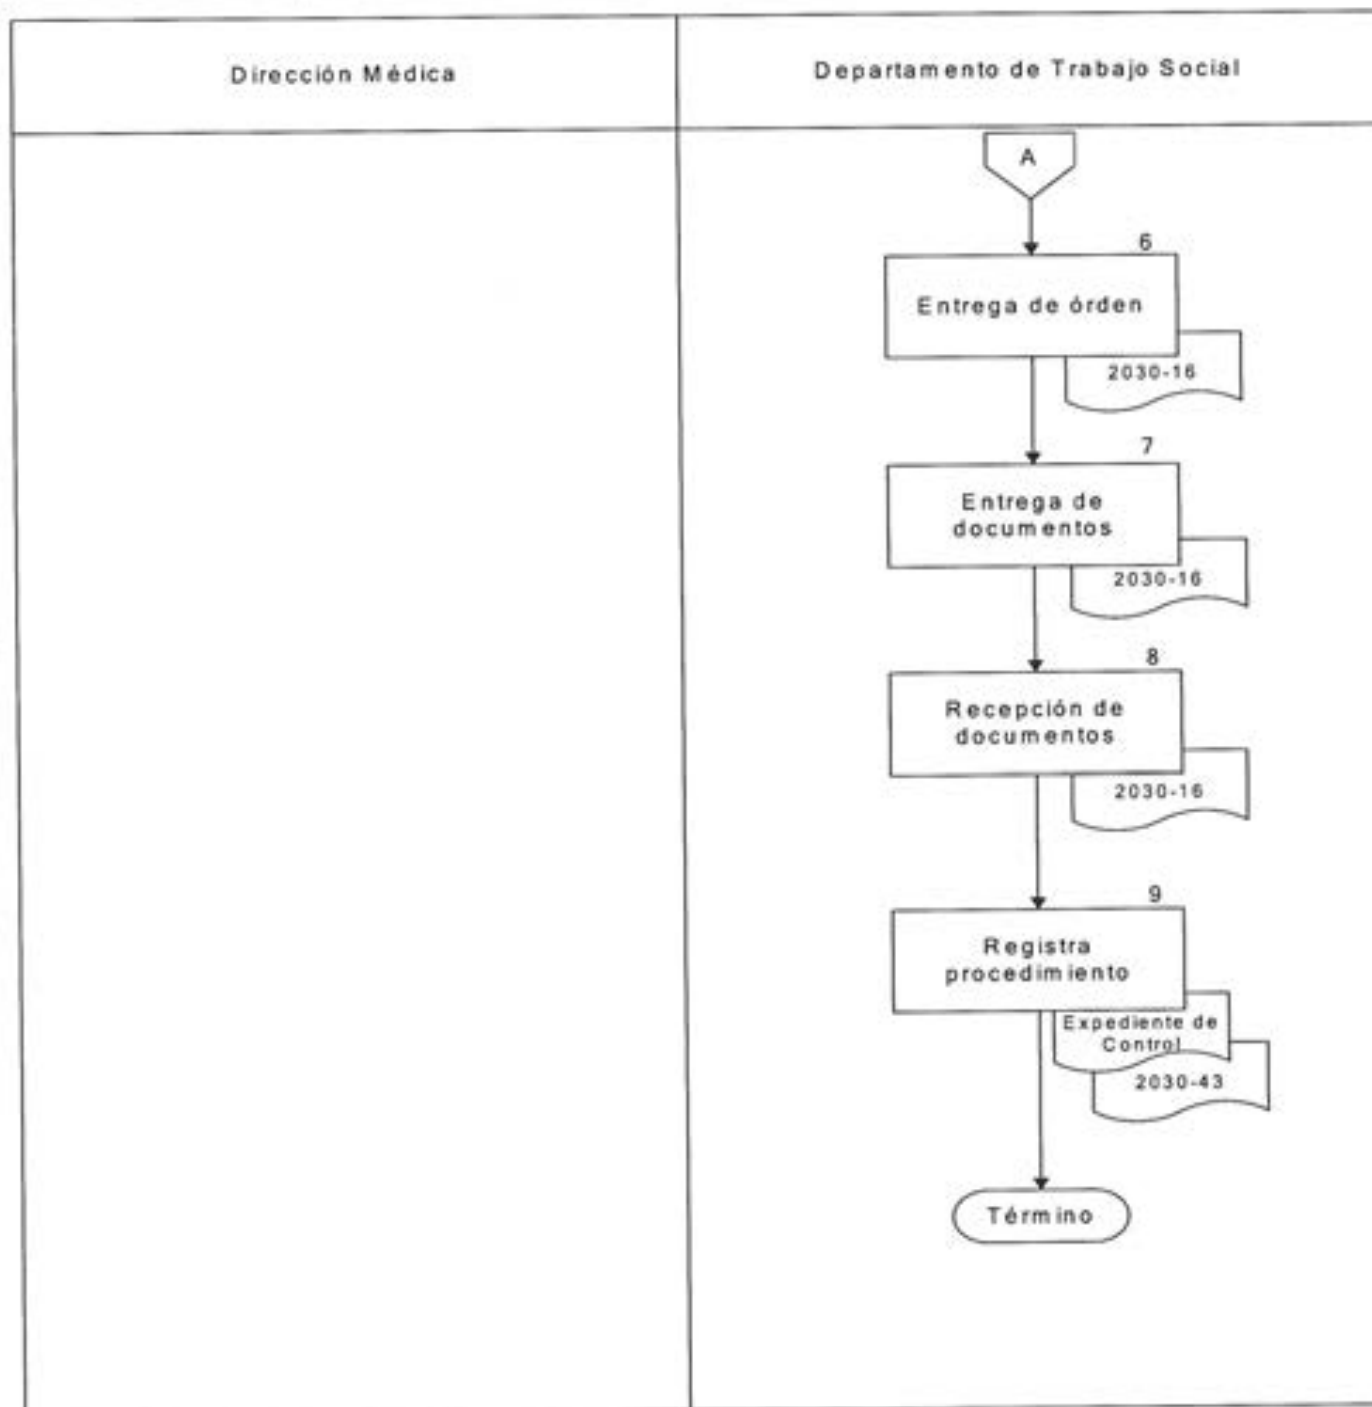 Dirección Médica
Departamento de Trabajo Social
A
6
Entrega de órden
2030-16
7
Entrega de
documentos
2030-16
8
Recepción de
documentos
2030-16
9
Registra
procedimiento
Expediente de
Control
2030-43
Término